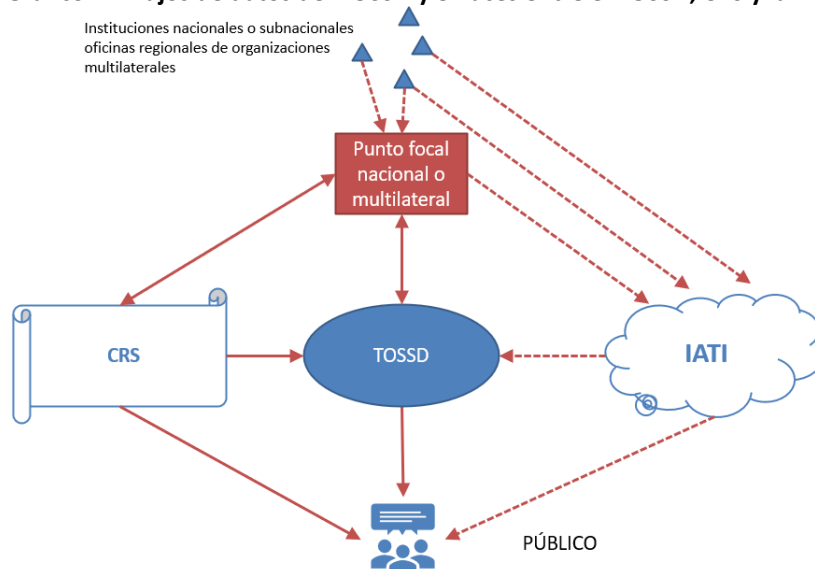 Instituciones nacionales o subnacionales
oficinas regionales de organizaciones
multilaterales
Punto focal
nacional o
multilateral
CRS
TOSSD
IATI
PÚBLICO